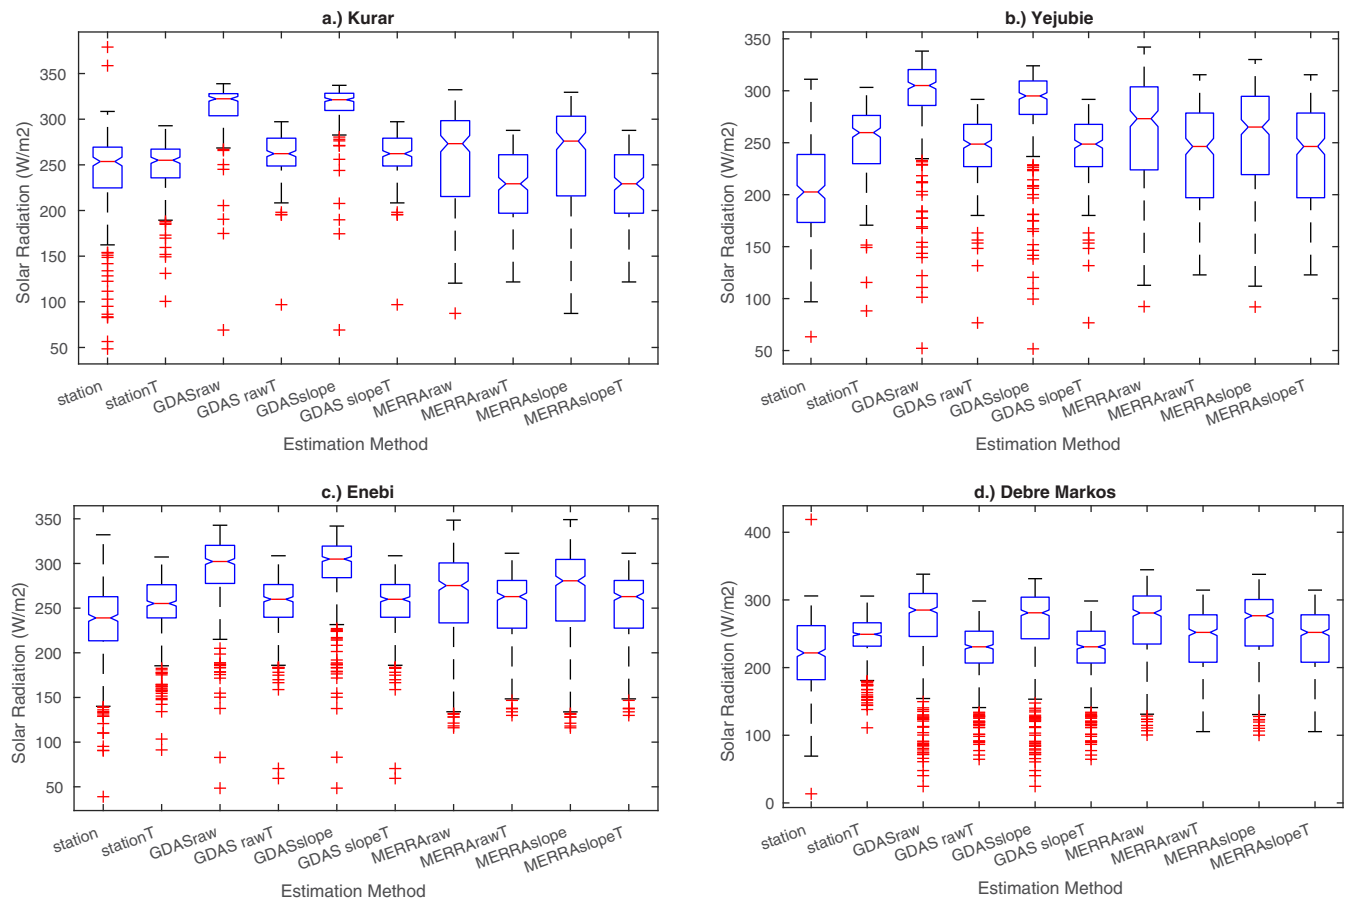 a.) Kurar
350
300
250
200
150
100
50
Solar Radiation (W/m2)
station
stationT
GDASraw
GDAS rawT
GDASslope
GDAS slopeT
MERRAraw
MERRArawT
MERRAslope
MERRAslopeT
Estimation Method
b.) Yejubie
350
300
250
200
150
100
50
Solar Radiation (W/m2)
station
stationT
GDASraw
GDAS rawT
GDASslope
GDAS slopeT
MERRAraw
MERRArawT
MERRAslope
MERRAslopeT
Estimation Method
c.) Enebi
350
300
250
200
150
100
50
Solar Radiation (W/m2)
station
stationT
GDASraw
GDAS rawT
GDASslope
GDAS slopeT
MERRAraw
MERRArawT
MERRAslope
MERRAslopeT
Estimation Method
d.) Debre Markos
400
300
200
100
0
Solar Radiation (W/m2)
station
stationT
GDASraw
GDAS rawT
GDASslope
GDAS slopeT
MERRAraw
MERRArawT
MERRAslope
MERRAslopeT
Estimation Method